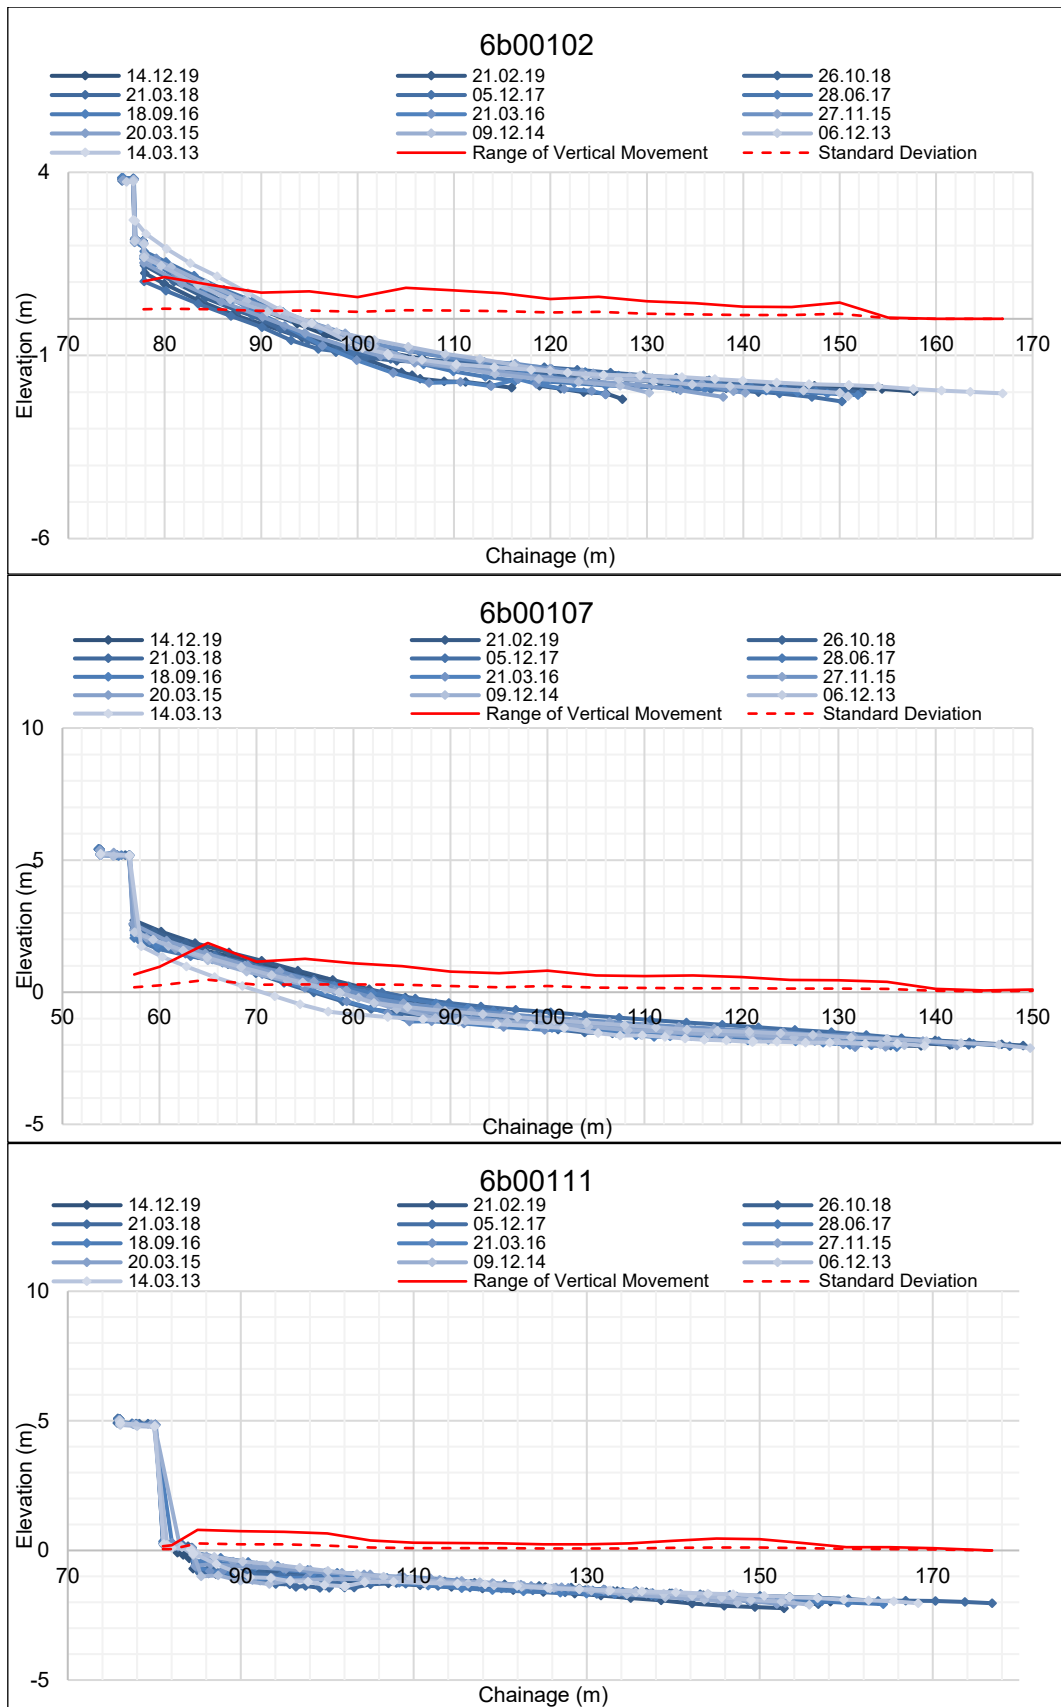 6b00102
14.12.19 21.02.19 26.10.18
21.03.18 05.12.17 28.06.17
18.09.16 21.03.16 27.11.15
20.03.15 09.12.14 06.12.13
14.03.13 Range of Vertical Movement Standard Deviation
4
-1
-6
Elevation (m)
70 80 90 100 110 120 130 140 150 160 170
Chainage (m)
6b00107
14.12.19 21.02.19 26.10.18
21.03.18 05.12.17 28.06.17
18.09.16 21.03.16 27.11.15
20.03.15 09.12.14 06.12.13
14.03.13 Range of Vertical Movement Standard Deviation
10
5
0
-5
Elevation (m)
50 60 70 80 90 100 110 120 130 140 150
Chainage (m)
6b00111
14.12.19 21.02.19 26.10.18
21.03.18 05.12.17 28.06.17
18.09.16 21.03.16 27.11.15
20.03.15 09.12.14 06.12.13
14.03.13 Range of Vertical Movement Standard Deviation
10
5
0
-5
Elevation (m)
70 90 110 130 150 170
Chainage (m)